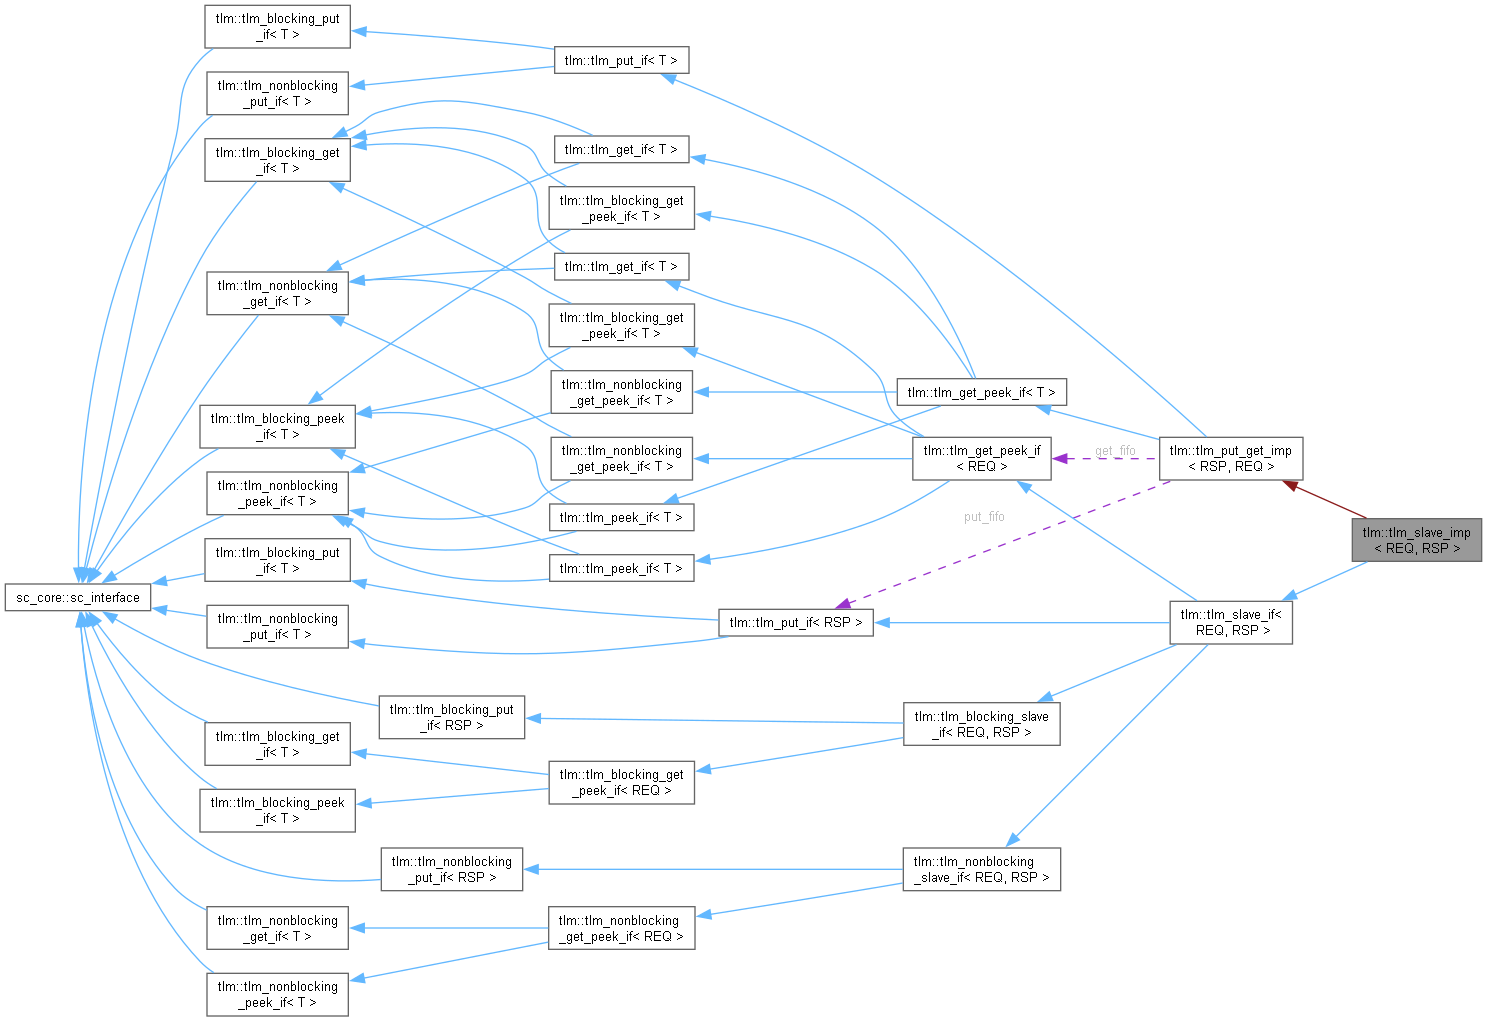 tlm::tlm_blocking_put
_if< T >
tlm::tlm_nonblocking
_put_if< T >
tlm::tlm_blocking_get
_if< T >
tlm::tlm_nonblocking
_get_if< T >
tlm::tlm_blocking_peek
_if< T >
tlm::tlm_nonblocking
_peek_if< T >
tlm::tlm_blocking_put
_if< T >
sc_core::sc_interface
tlm::tlm_nonblocking
_put_if< T >
tlm::tlm_blocking_get
_if< T >
tlm::tlm_blocking_peek
_if< T >
tlm::tlm_nonblocking
_get_if< T >
tlm::tlm_nonblocking
_peek_if< T >
tlm::tlm_blocking_put
_if< RSP >
tlm::tlm_nonblocking
_put_if< RSP >
tlm::tlm_put_if< T >
tlm::tlm_get_if< T >
tlm::tlm_blocking_get
_peek_if< T >
tlm::tlm_get_if< T >
tlm::tlm_blocking_get
_peek_if< T >
tlm::tlm_nonblocking
_get_peek_if< T >
tlm::tlm_nonblocking
_get_peek_if< T >
tlm::tlm_peek_if< T >
tlm::tlm_peek_if< T >
tlm::tlm_put_if< RSP >
tlm::tlm_blocking_get
_peek_if< REQ >
tlm::tlm_nonblocking
_get_peek_if< REQ >
tlm::tlm_get_peek_if< T >
tlm::tlm_get_peek_if
< REQ >
get_fifo
put_fifo
tlm::tlm_blocking_slave
_if< REQ, RSP >
tlm::tlm_nonblocking
_slave_if< REQ, RSP >
tlm::tlm_put_get_imp
< RSP, REQ >
tlm::tlm_slave_if<
REQ, RSP >
tlm::tlm_slave_imp
< REQ, RSP >